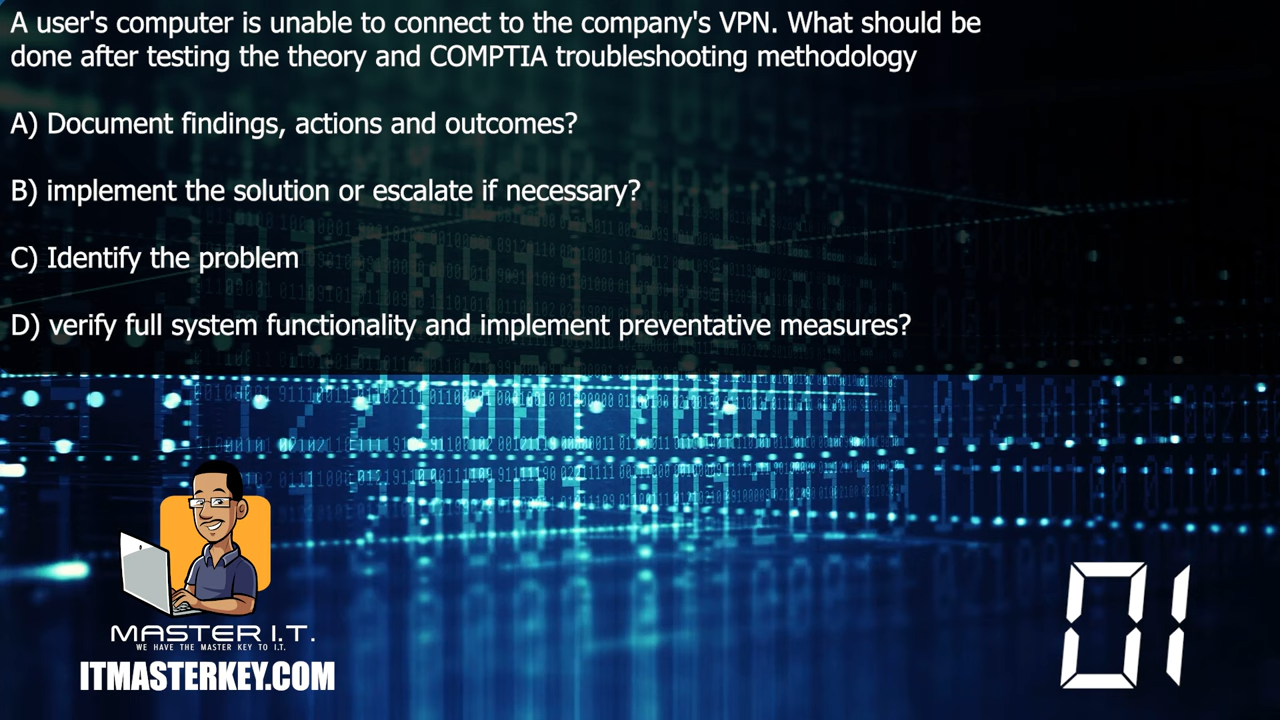 A user's computer is unable to connect to the company's VPN. What should be
done after testing the theory and COMPTIA troubleshooting methodology
A) Document findings, actions and outcomes?
B) implement the solution or escalate if necessary?
C) Identify the problem
D) verify full system functionality and implement preventative measures?
MASTER I.T.
WE HAVE THE MASTER KEY TO I.T.
ITMASTERKEY.COM
01